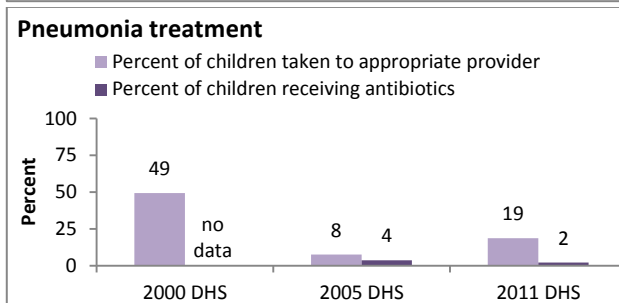 Pneumonia treatment
Percent of children taken to appropriate provider
Percent of children receiving antibiotics
Percent
100
75
50
25
0
49
no
data
8
4
19
2
2000 DHS
2005 DHS
2011 DHS